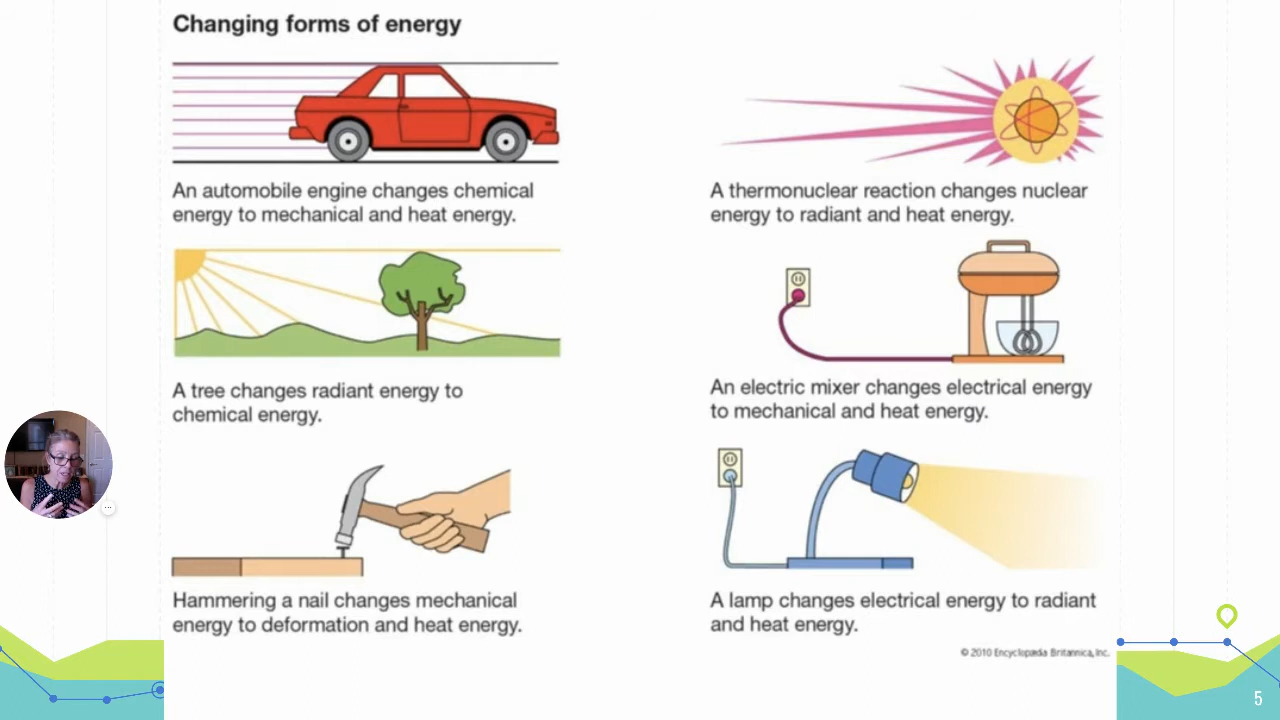 Changing forms of energy
An automobile engine changes chemical
energy to mechanical and heat energy.
A thermonuclear reaction changes nuclear
energy to radiant and heat energy.
A tree changes radiant energy to
chemical energy.
An electric mixer changes electrical energy
to mechanical and heat energy.
Hammering a nail changes mechanical
energy to deformation and heat energy.
A lamp changes electrical energy to radiant
and heat energy.
© 2010 Encyclopædia Britannica, Inc.
5